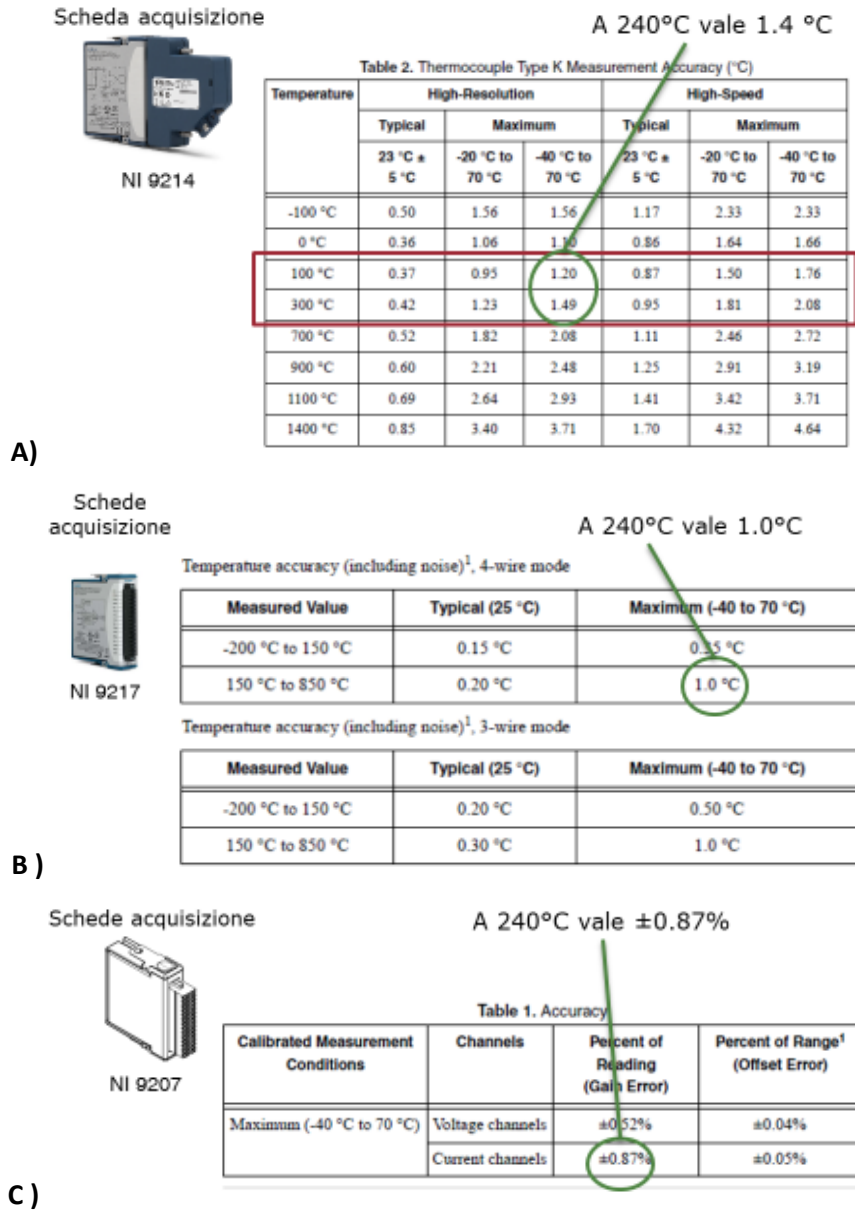 Scheda acquisizione
A 240°C vale 1.4 °C
NI 9214
Table 2. Thermocouple Type K Measurement Accuracy (°C)
Temperature High-Resolution High-Speed
Typical Maximum Typical Maximum
23 °C ± 5 °C -20 °C to 70 °C -40 °C to 70 °C 23 °C ± 5 °C -20 °C to 70 °C -40 °C to 70 °C
-100 °C 0.50 1.56 1.56 1.17 2.33 2.33
0 °C 0.36 1.06 0.86 1.64 1.66
100 °C 0.37 0.95 1.20 0.87 1.50 1.76
300 °C 0.42 1.23 1.49 0.95 1.81 2.08
700 °C 0.52 1.82 2.08 1.11 2.46 2.72
900 °C 0.60 2.21 2.48 1.25 2.91 3.19
1100 °C 0.69 2.64 2.93 1.41 3.42 3.71
1400 °C 0.85 3.40 3.71 1.70 4.32 4.64
A)
Schede
acquisizione
A 240°C vale 1.0°C
NI 9217
Temperature accuracy (including noise)1, 4-wire mode
Measured Value Typical (25 °C) Maximum (-40 to 70 °C)
-200 °C to 150 °C 0.15 °C 0.35 °C
150 °C to 850 °C 0.20 °C 1.0 °C
Temperature accuracy (including noise)1, 3-wire mode
Measured Value Typical (25 °C) Maximum (-40 to 70 °C)
-200 °C to 150 °C 0.20 °C 0.50 °C
150 °C to 850 °C 0.30 °C 1.0 °C
B )
Schede acquisizione
A 240°C vale ±0.87%
NI 9207
Table 1. Accuracy
Calibrated Measurement Conditions Channels Percent of Reading (Gain Error) Percent of Range1 (Offset Error)
Maximum (-40 °C to 70 °C) Voltage channels ±0.52% ±0.04%
Current channels ±0.87% ±0.05%
C )